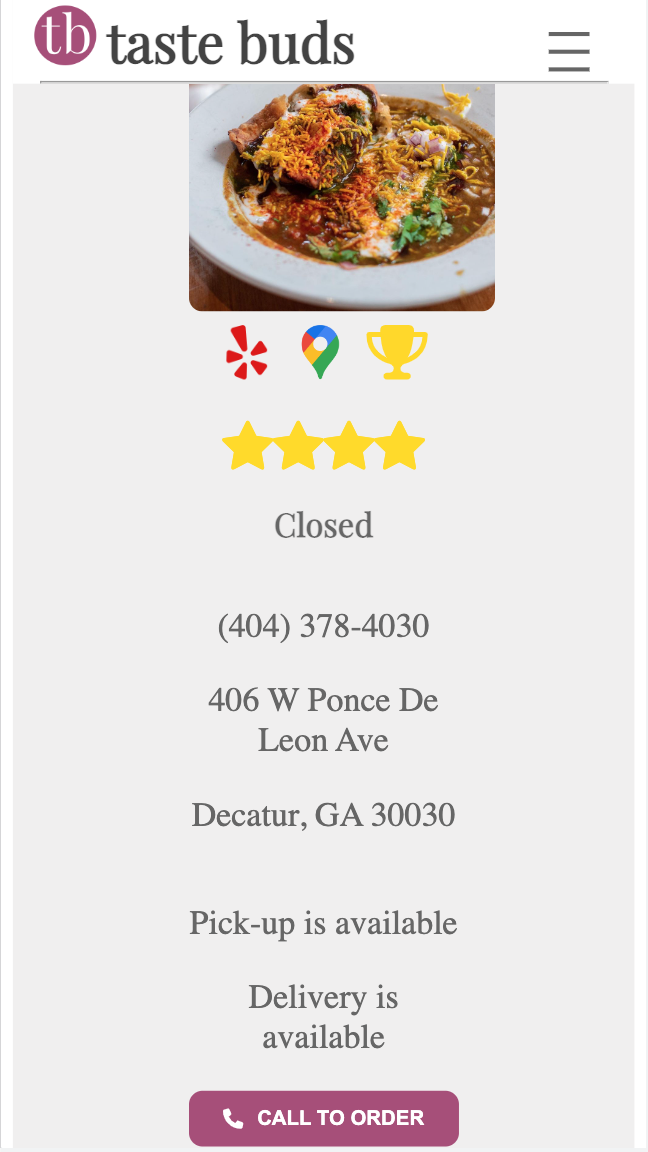 tb taste buds
Closed
(404) 378-4030
406 W Ponce De
Leon Ave
Decatur, GA 30030
Pick-up is available
Delivery is
available
CALL TO ORDER